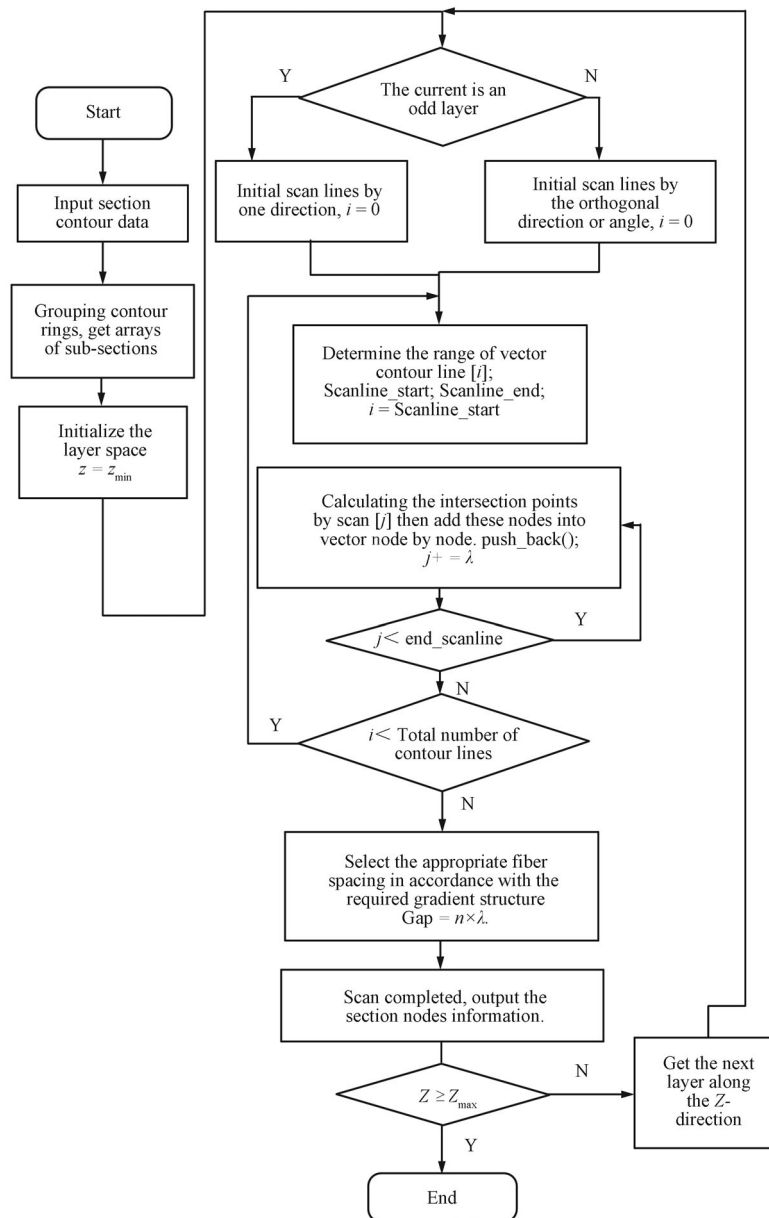 Start
Input section
contour data
Grouping contour
rings, get arrays
of sub-sections
Initialize the
layer space
z = z_min
The current is an
odd layer
Y
N
Initial scan lines by
one direction, i = 0
Initial scan lines by
the orthogonal
direction or angle, i = 0
Determine the range of vector
contour line [i];
Scanline_start; Scanline_end;
i = Scanline_start
Calculating the intersection points
by scan [j] then add these nodes into
vector node by node. push_back();
j+ = λ
j< end_scanline
Y
N
i< Total number of
contour lines
Y
N
Select the appropriate fiber
spacing in accordance with the
required gradient structure
Gap = n×λ.
Scan completed, output the
section nodes information.
Z ≥ Z_max
N
Y
Get the next
layer along
the Z-
direction
End